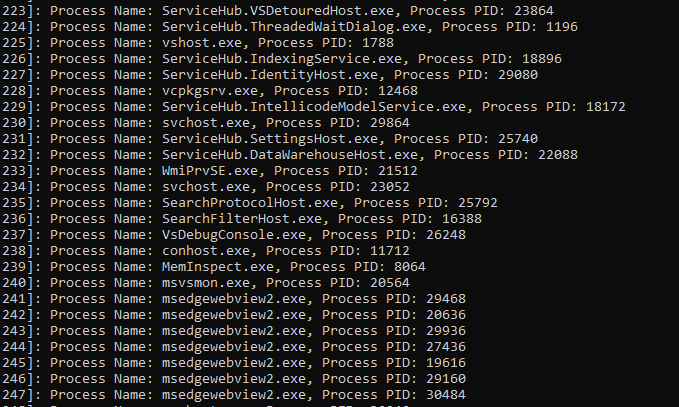 223]: Process Name: ServiceHub.VSDetouredHost.exe, Process PID: 23864
224]: Process Name: ServiceHub.ThreadedWaitDialog.exe, Process PID: 1196
225]: Process Name: vshost.exe, Process PID: 1788
226]: Process Name: ServiceHub.IndexingService.exe, Process PID: 18896
227]: Process Name: ServiceHub.IdentityHost.exe, Process PID: 29080
228]: Process Name: vcpkgsrv.exe, Process PID: 12468
229]: Process Name: ServiceHub.IntellicodeModelService.exe, Process PID: 18172
230]: Process Name: svchost.exe, Process PID: 29864
231]: Process Name: ServiceHub.SettingsHost.exe, Process PID: 25740
232]: Process Name: ServiceHub.DataWarehouseHost.exe, Process PID: 22088
233]: Process Name: WmiPrvSE.exe, Process PID: 21512
234]: Process Name: svchost.exe, Process PID: 23052
235]: Process Name: SearchProtocolHost.exe, Process PID: 25792
236]: Process Name: SearchFilterHost.exe, Process PID: 16388
237]: Process Name: VsDebugConsole.exe, Process PID: 26248
238]: Process Name: conhost.exe, Process PID: 11712
239]: Process Name: MemInspect.exe, Process PID: 8064
240]: Process Name: msvsmon.exe, Process PID: 20564
241]: Process Name: msedgewebview2.exe, Process PID: 29468
242]: Process Name: msedgewebview2.exe, Process PID: 20636
243]: Process Name: msedgewebview2.exe, Process PID: 29936
244]: Process Name: msedgewebview2.exe, Process PID: 27436
245]: Process Name: msedgewebview2.exe, Process PID: 19616
246]: Process Name: msedgewebview2.exe, Process PID: 29160
247]: Process Name: msedgewebview2.exe, Process PID: 30484